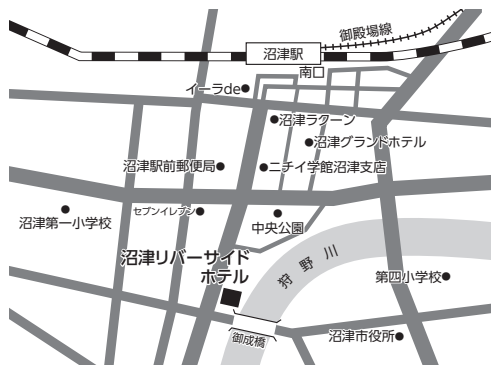 御殿場線
沼津駅
南口
イーラde
沼津ラクーン
沼津グランドホテル
沼津駅前郵便局
ニチイ学館沼津支店
セブンイレブン
沼津第一小学校
中央公園
沼津リバーサイド
ホテル
狩野川
第四小学校
御成橋
沼津市役所